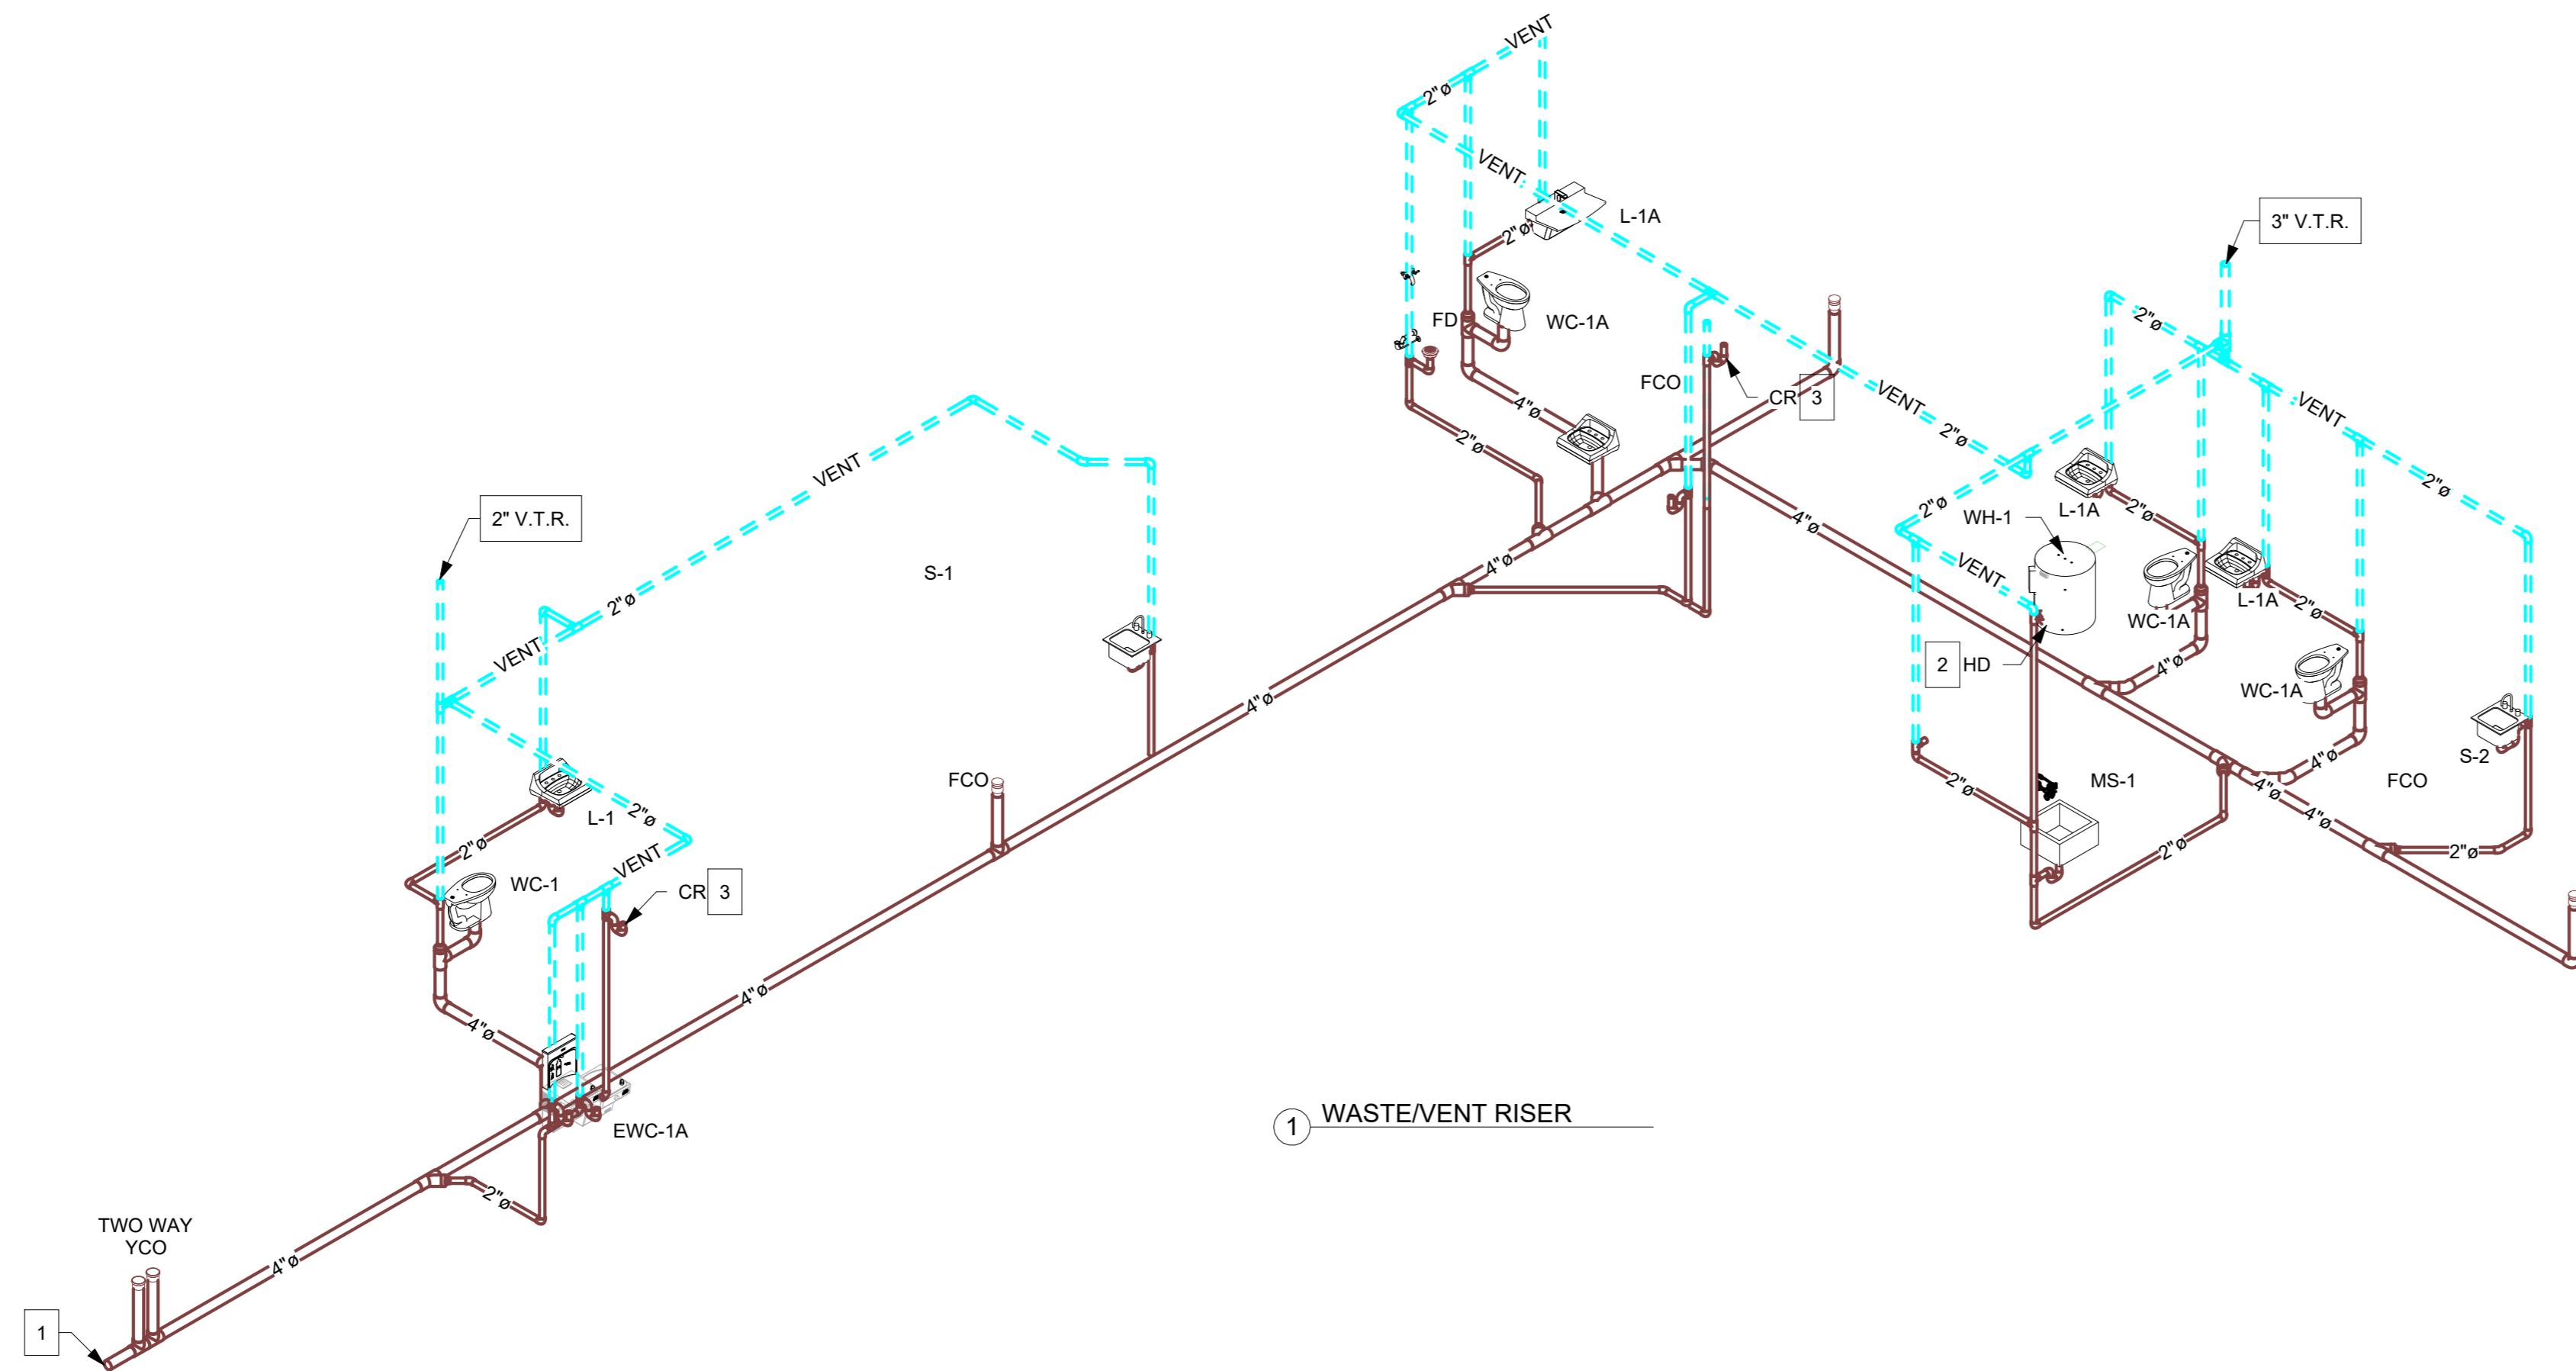 VENT
2"ø
VENT
L-1A
2"ø
3" V.T.R.
FD
WC-1A
2"ø
FCO
CR 3
VENT
VENT
4"ø
2"ø
2"ø
VENT
2"ø
2" V.T.R.
2"ø
L-1A
2"ø
WH-1
4"ø
2"ø
S-1
4"ø
VENT
2"ø
L-1A
2"ø
WC-1A
VENT
2 HD
4"ø
WC-1A
4"ø
S-2
4"ø
FCO
MS-1
FCO
2"ø
4"ø
L-1
2"ø
4"ø
2"ø
2"ø
2"ø
VENT
WC-1
CR 3
4"ø
4"ø
EWC-1A
1 WASTE/VENT RISER
2"ø
TWO WAY
YCO
4"ø
1